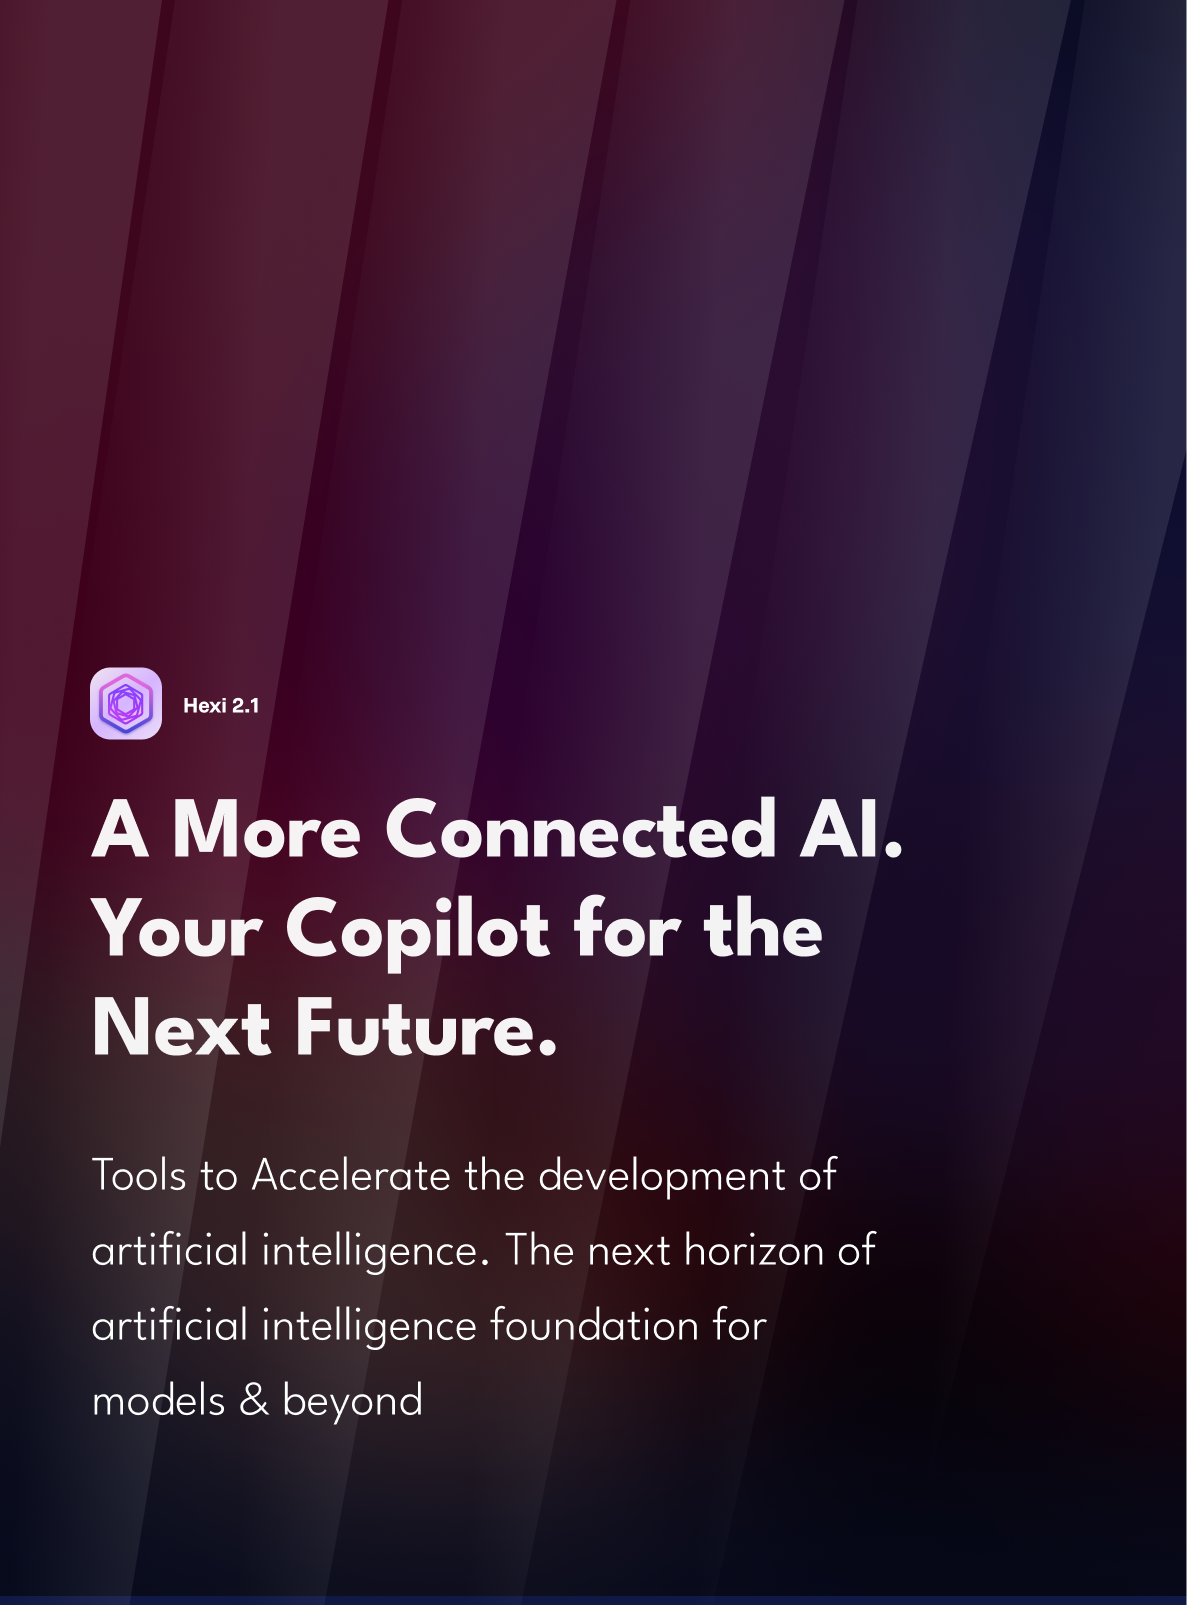 Hexi 2.1
A More Connected AI.
Your Copilot for the
Next Future.
Tools to Accelerate the development of
artificial intelligence. The next horizon of
artificial intelligence foundation for
models & beyond